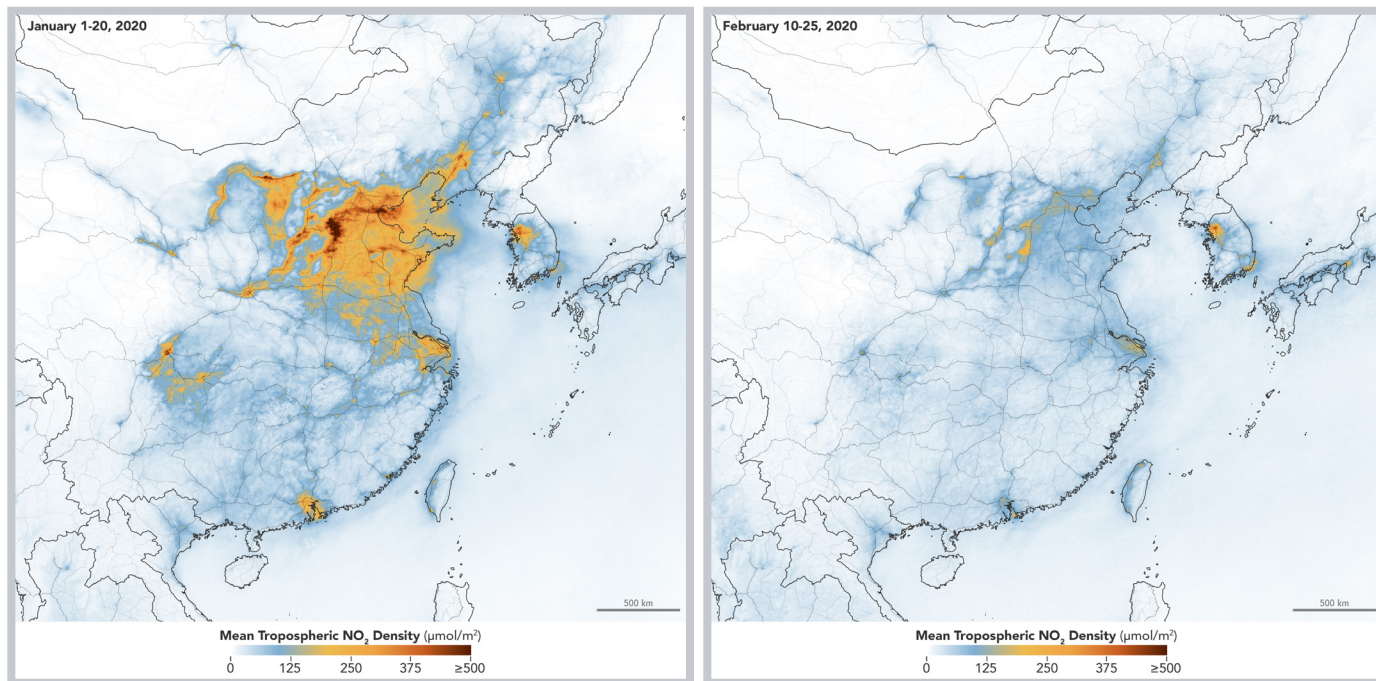 January 1-20, 2020
500 km
Mean Tropospheric NO₂ Density (µmol/m²)
0 125 250 375 ≥500
February 10-25, 2020
500 km
Mean Tropospheric NO₂ Density (µmol/m²)
0 125 250 375 ≥500